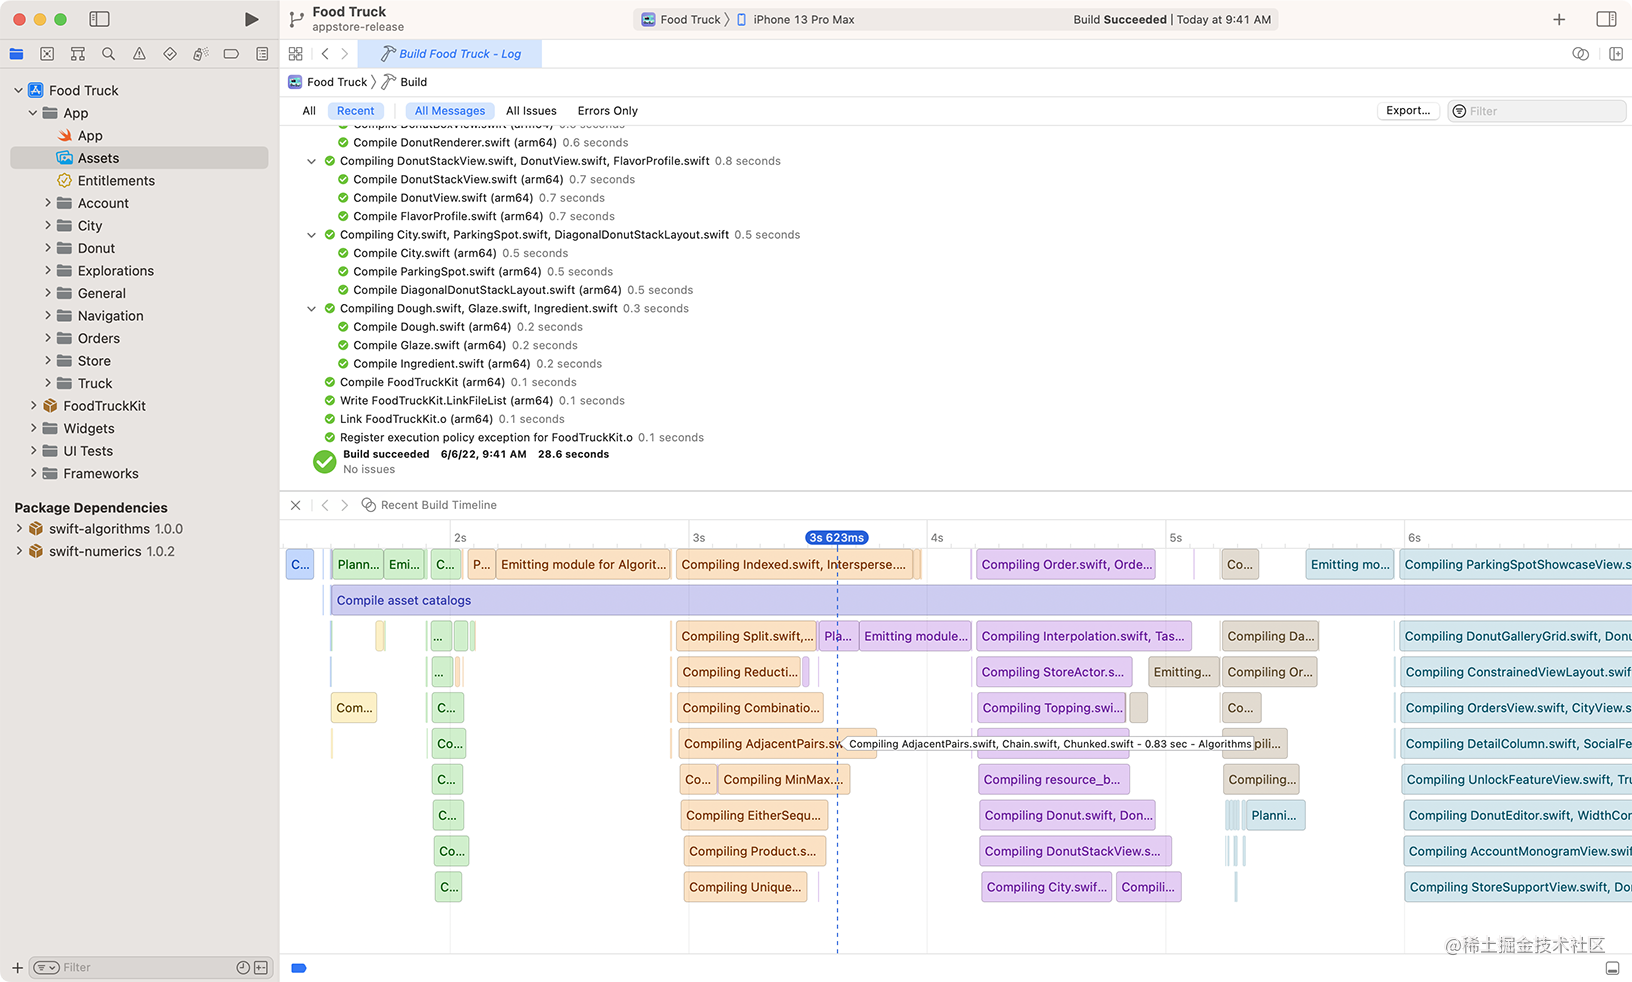 Food Truck
appstore-release
Food Truck
iPhone 13 Pro Max
Build Succeeded | Today at 9:41 AM
Build Food Truck - Log
Food Truck
Build
All
Recent
All Messages
All Issues
Errors Only
Export...
Filter
Food Truck
App
App
Assets
Entitlements
Account
City
Donut
Explorations
General
Navigation
Orders
Store
Truck
FoodTruckKit
Widgets
UI Tests
Frameworks
Package Dependencies
swift-algorithms 1.0.0
swift-numerics 1.0.2
Filter
Compile DonutBoxView.swift (arm64)
Compile DonutRenderer.swift (arm64) 0.6 seconds
Compiling DonutStackView.swift, DonutView.swift, FlavorProfile.swift 0.8 seconds
Compile DonutStackView.swift (arm64) 0.7 seconds
Compile DonutView.swift (arm64) 0.7 seconds
Compile FlavorProfile.swift (arm64) 0.7 seconds
Compiling City.swift, ParkingSpot.swift, DiagonalDonutStackLayout.swift 0.5 seconds
Compile City.swift (arm64) 0.5 seconds
Compile ParkingSpot.swift (arm64) 0.5 seconds
Compile DiagonalDonutStackLayout.swift (arm64) 0.5 seconds
Compiling Dough.swift, Glaze.swift, Ingredient.swift 0.3 seconds
Compile Dough.swift (arm64) 0.2 seconds
Compile Glaze.swift (arm64) 0.2 seconds
Compile Ingredient.swift (arm64) 0.2 seconds
Compile FoodTruckKit (arm64) 0.1 seconds
Write FoodTruckKit.LinkFileList (arm64) 0.1 seconds
Link FoodTruckKit.o (arm64) 0.1 seconds
Register execution policy exception for FoodTruckKit.o 0.1 seconds
Build succeeded 6/6/22, 9:41 AM 28.6 seconds
No issues
Recent Build Timeline
2s
3s
3s 623ms
4s
5s
6s
C...
Plann...
Emi...
C...
P...
Emitting module for Algorit...
Compiling Indexed.swift, Intersperse....
Compiling Order.swift, Orde...
Co...
Emitting mo...
Compiling ParkingSpotShowcaseView.s
Compile asset catalogs
...
Compiling Split.swift,...
Pla...
Emitting module...
Compiling Interpolation.swift, Tas...
Compiling Da...
Compiling DonutGalleryGrid.swift, Donu
...
Compiling Reducti...
Compiling StoreActor.s...
Emitting...
Compiling Or...
Compiling ConstrainedViewLayout.swif
Com...
C...
Compiling Combinatio...
Compiling Topping.swi...
Co...
Compiling OrdersView.swift, CityView.s
Co...
Compiling AdjacentPairs.sw
Compiling AdjacentPairs.swift, Chain.swift, Chunked.swift - 0.83 sec - Algorithms
pili...
Compiling DetailColumn.swift, SocialFe
C...
Co...
Compiling MinMax....
Compiling resource_b...
Compiling...
Compiling UnlockFeatureView.swift, Tru
C...
Compiling EitherSequ...
Compiling Donut.swift, Don...
Planni...
Compiling DonutEditor.swift, WidthCon
Co...
Compiling Product.s...
Compiling DonutStackView.s...
Compiling AccountMonogramView.swif
C...
Compiling Unique...
Compiling City.swif...
Compili...
Compiling StoreSupportView.swift, Do
@稀土掘金技术社区